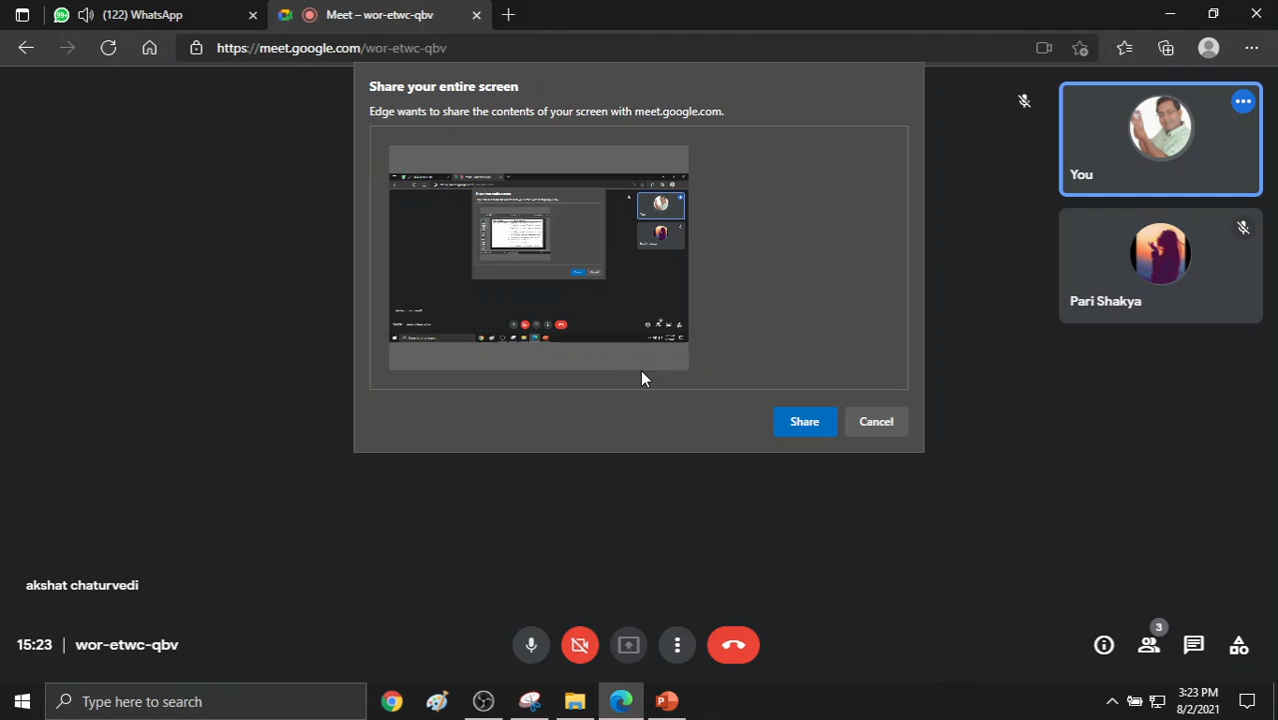 (122) WhatsApp
Meet – wor-etwc-qbv
https://meet.google.com/wor-etwc-qbv
Share your entire screen
Edge wants to share the contents of your screen with meet.google.com.
You
Pari Shakya
Share
Cancel
akshat chaturvedi
15:23 | wor-etwc-qbv
3
Type here to search
3:23 PM
8/2/2021